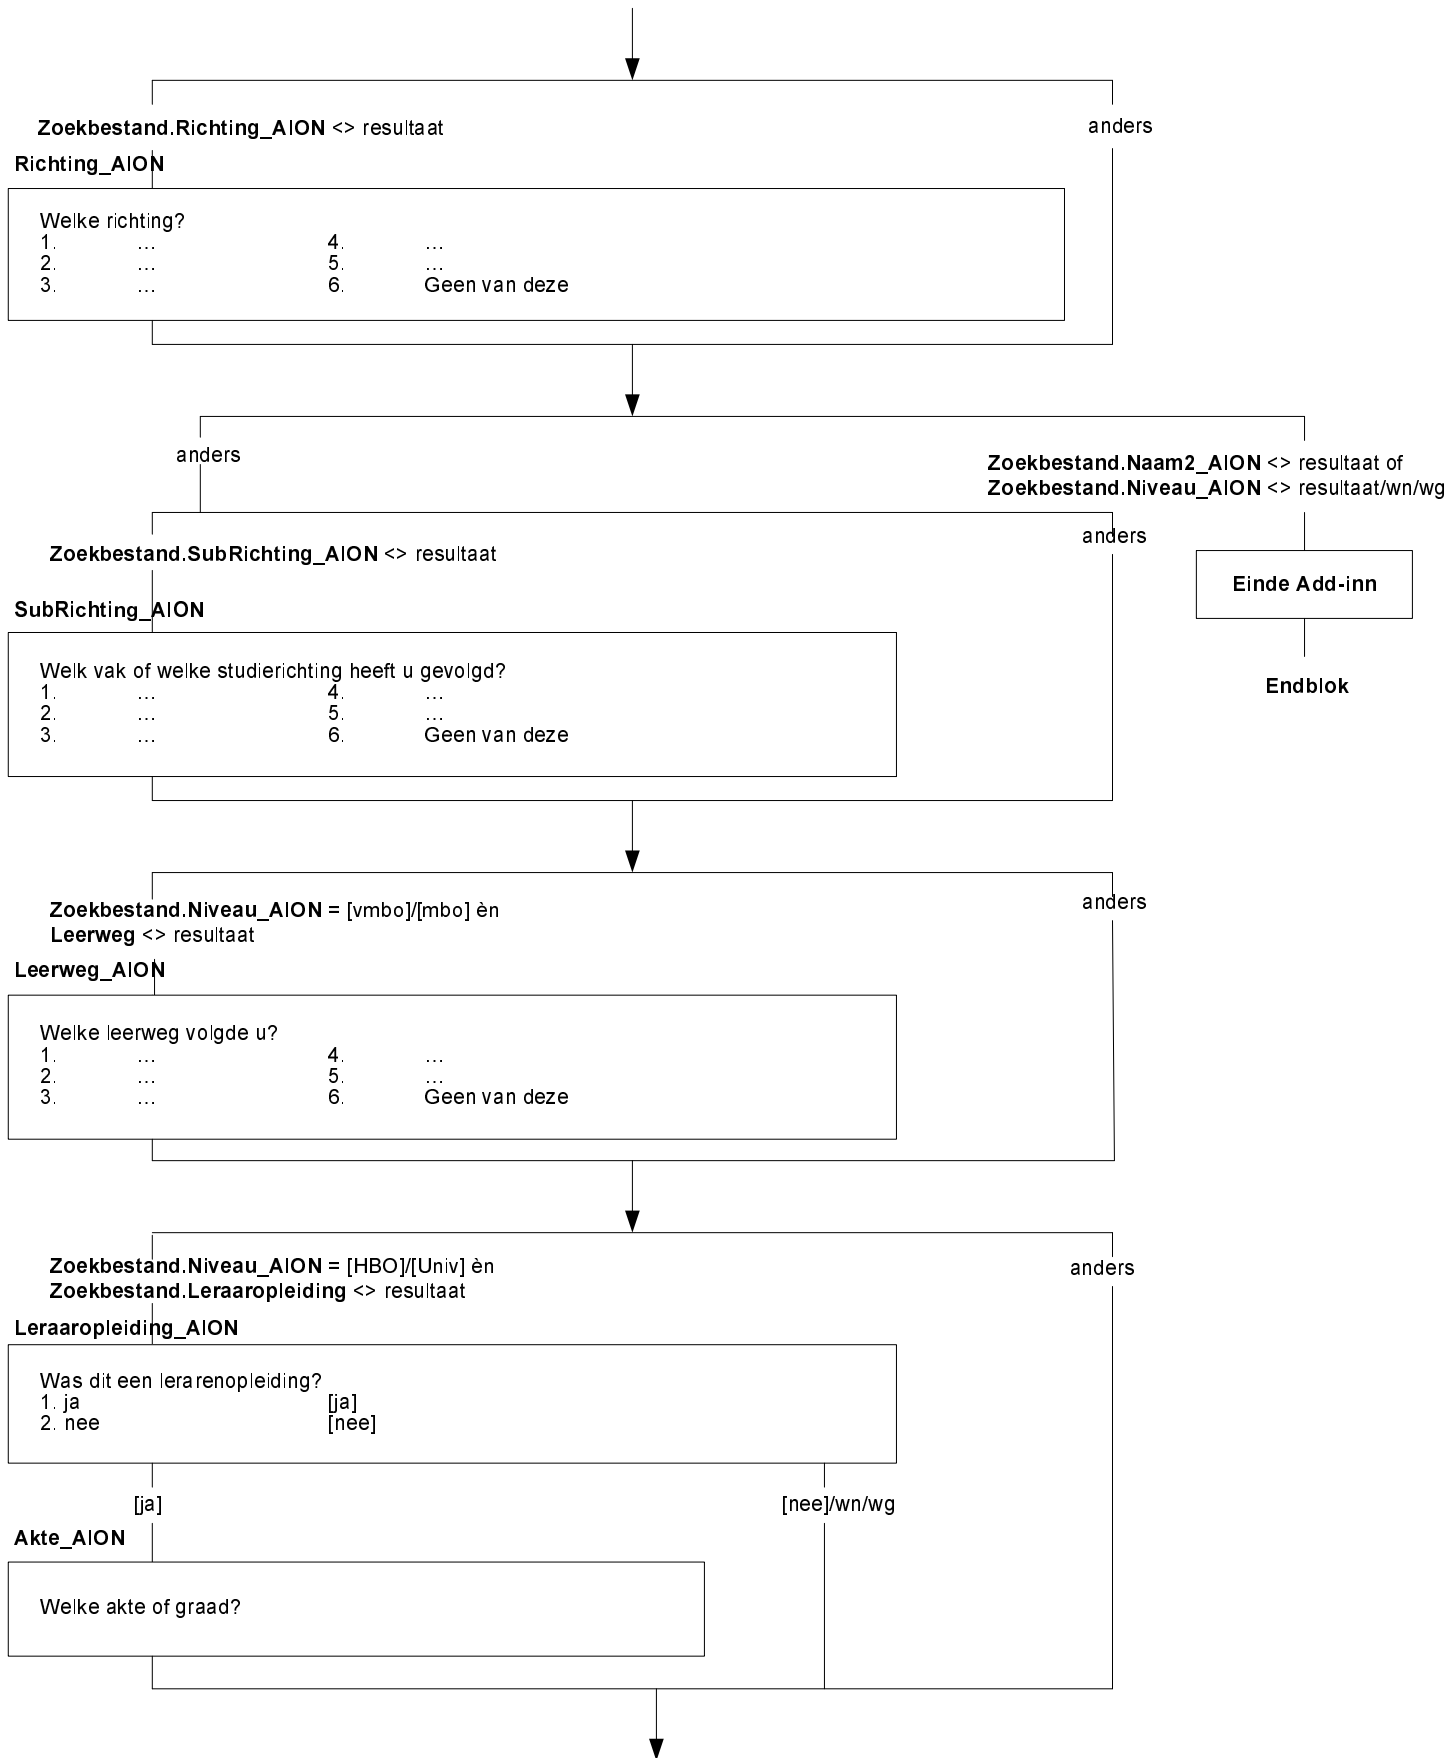 Zoekbestand.Richting_AION <> resultaat
anders
Richting_AION
Welke richting?
1. ... 4. ...
2. ... 5. ...
3. ... 6. Geen van deze
anders
Zoekbestand.Naam2_AION <> resultaat of
Zoekbestand.Niveau_AION <> resultaat/wn/wg
anders
Zoekbestand.SubRichting_AION <> resultaat
Einde Add-inn
SubRichting_AION
Welk vak of welke studierichting heeft u gevolgd?
1. ... 4. ...
2. ... 5. ...
3. ... 6. Geen van deze
Endblok
Zoekbestand.Niveau_AION = [vmbo]/[mbo] èn
Leerweg <> resultaat
anders
Leerweg_AION
Welke leerweg volgde u?
1. ... 4. ...
2. ... 5. ...
3. ... 6. Geen van deze
Zoekbestand.Niveau_AION = [HBO]/[Univ] èn
Zoekbestand.Leraaropleiding <> resultaat
anders
Leraaropleiding_AION
Was dit een lerarenopleiding?
1. ja [ja]
2. nee [nee]
[ja] [nee]/wn/wg
Akte_AION
Welke akte of graad?